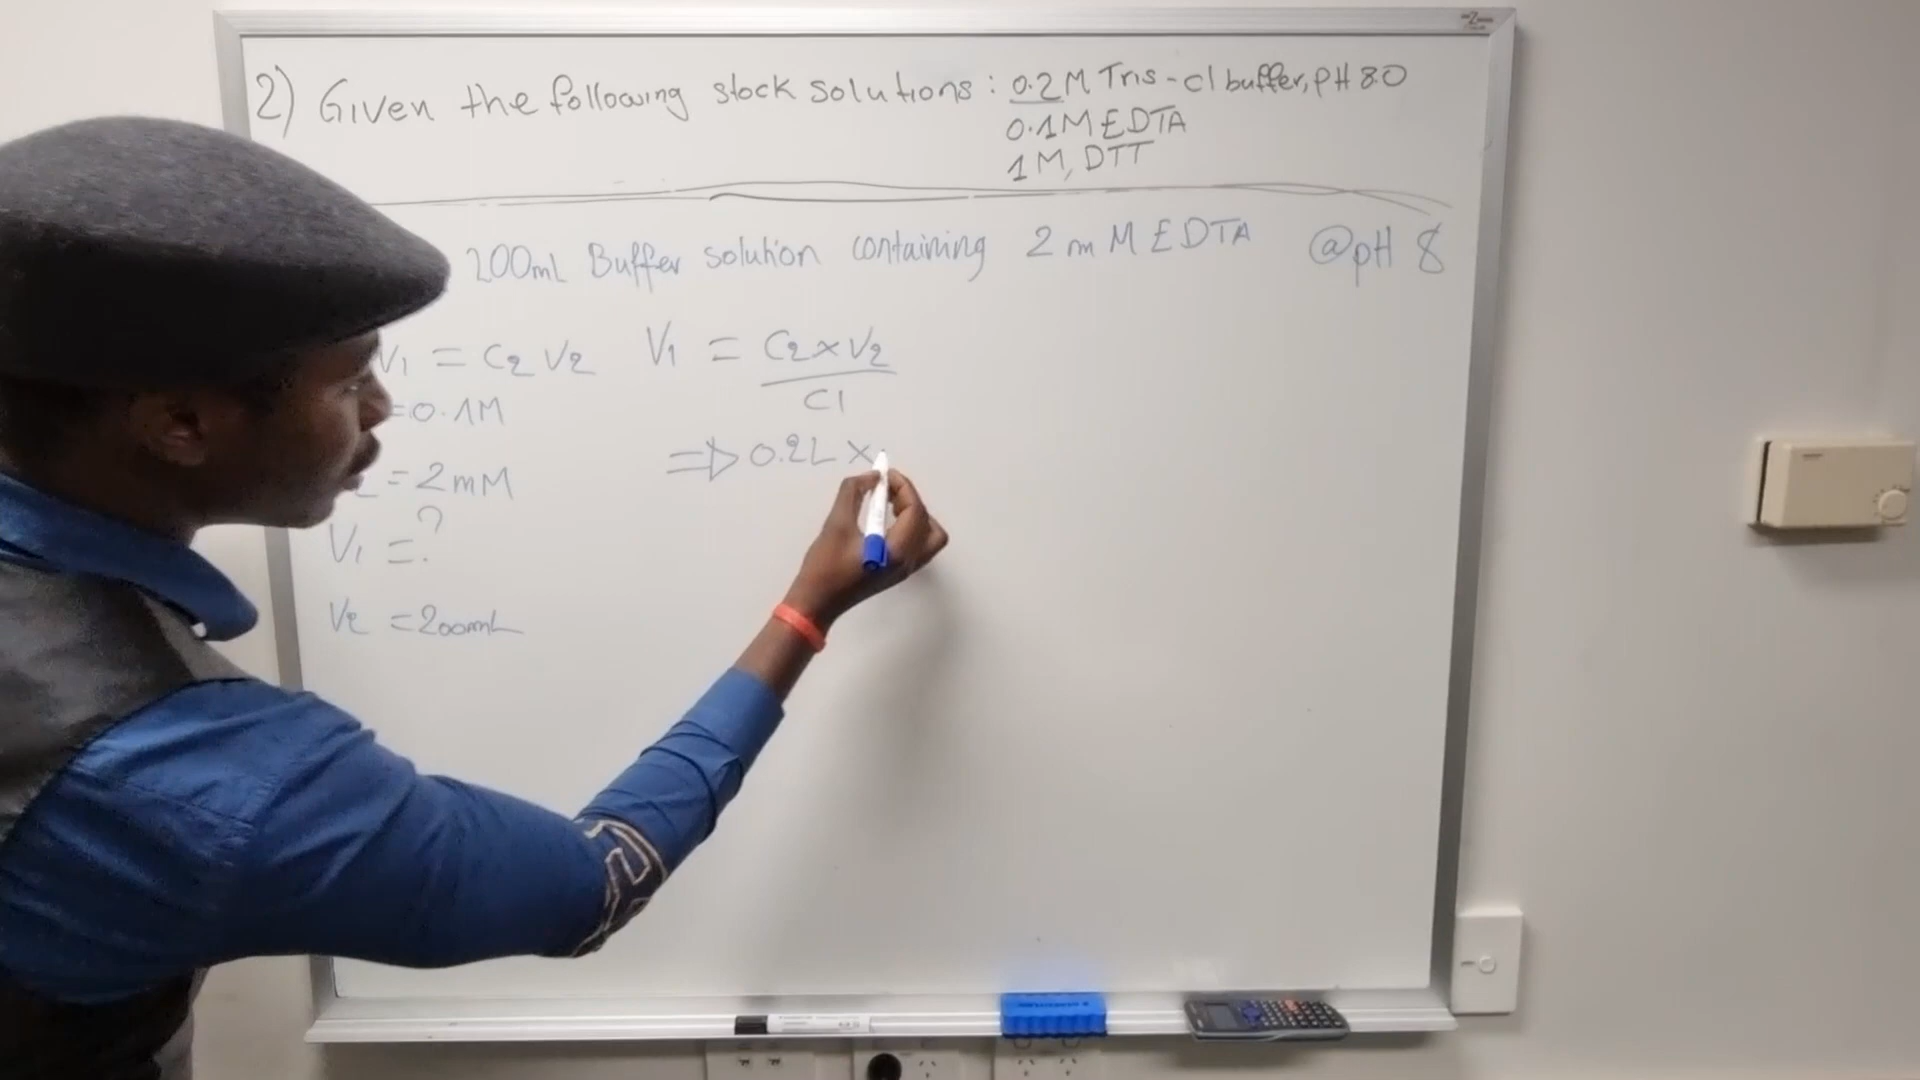 2) Given the following stock solutions : 0.2M Tris-cl buffer, pH 8.0
0.1M EDTA
1M, DTT
200mL Buffer solution containing 2mM EDTA @pH 8
V1 = C2 V2
V1 = C2xV2
C1
=0.1M
=> 0.2L x
=2mM
V1 = ?
V2 =200mL